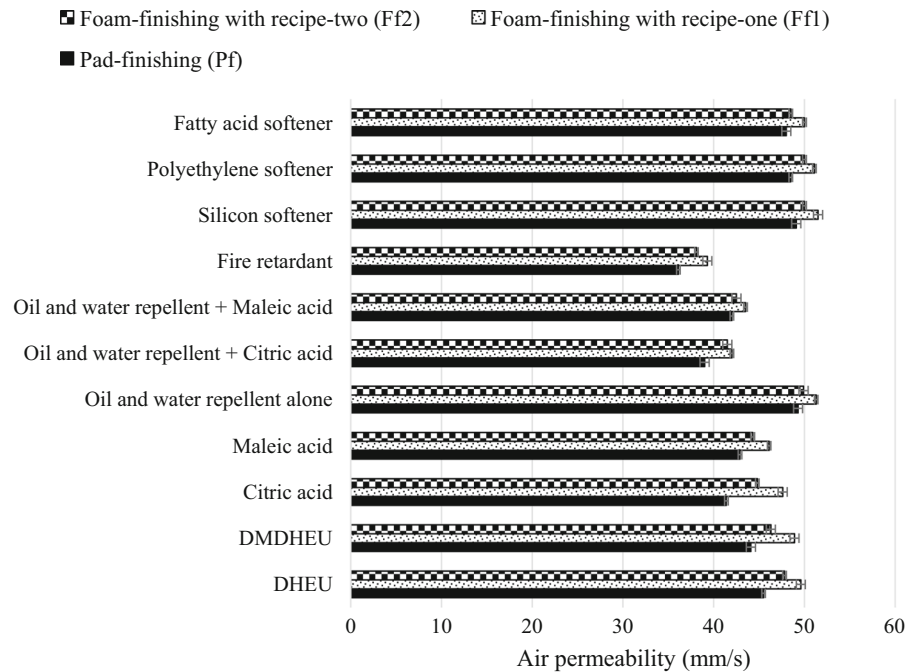 Foam-finishing with recipe-two (Ff2) Foam-finishing with recipe-one (Ff1)
Pad-finishing (Pf)
Fatty acid softener
Polyethylene softener
Silicon softener
Fire retardant
Oil and water repellent + Maleic acid
Oil and water repellent + Citric acid
Oil and water repellent alone
Maleic acid
Citric acid
DMDHEU
DHEU
0 10 20 30 40 50 60
Air permeability (mm/s)